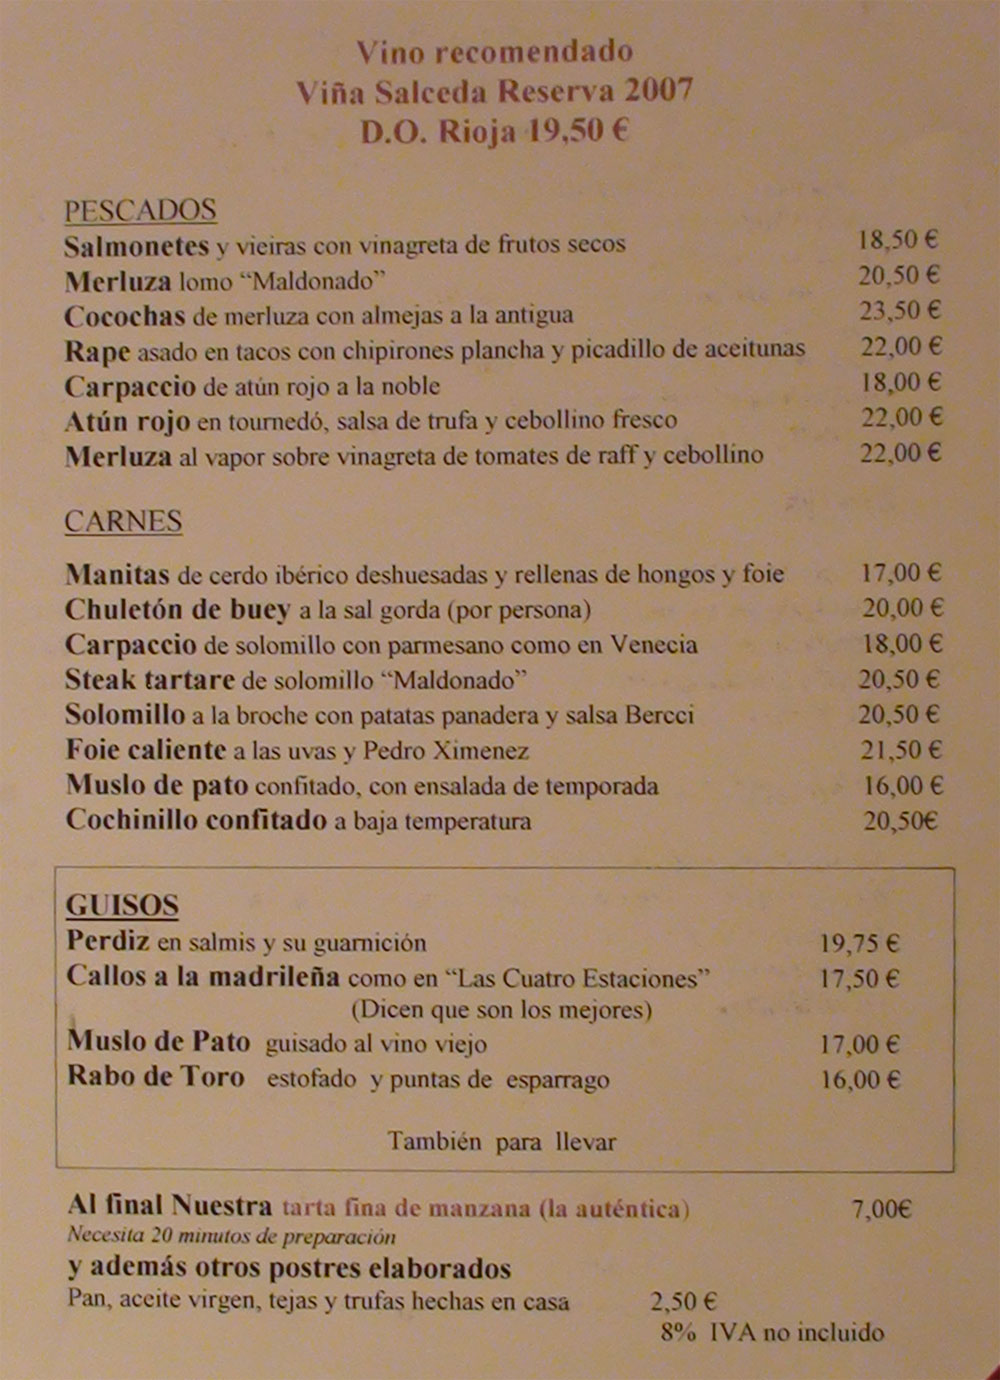 Vino recomendado
Viña Salceda Reserva 2007
D.O. Rioja 19,50 €
PESCADOS
Salmonetes y vieiras con vinagreta de frutos secos 18,50 €
Merluza lomo “Maldonado” 20,50 €
Cocochas de merluza con almejas a la antigua 23,50 €
Rape asado en tacos con chipirones plancha y picadillo de aceitunas 22,00 €
Carpaccio de atún rojo a la noble 18,00 €
Atún rojo en tournedó, salsa de trufa y cebollino fresco 22,00 €
Merluza al vapor sobre vinagreta de tomates de raff y cebollino 22,00 €
CARNES
Manitas de cerdo ibérico deshuesadas y rellenas de hongos y foie 17,00 €
Chuletón de buey a la sal gorda (por persona) 20,00 €
Carpaccio de solomillo con parmesano como en Venecia 18,00 €
Steak tartare de solomillo “Maldonado” 20,50 €
Solomillo a la broche con patatas panadera y salsa Bercci 20,50 €
Foie caliente a las uvas y Pedro Ximenez 21,50 €
Muslo de pato confitado, con ensalada de temporada 16,00 €
Cochinillo confitado a baja temperatura 20,50€
GUISOS
Perdiz en salmis y su guarnición 19,75 €
Callos a la madrileña como en “Las Cuatro Estaciones” 17,50 €
(Dicen que son los mejores)
Muslo de Pato guisado al vino viejo 17,00 €
Rabo de Toro estofado y puntas de esparrago 16,00 €
También para llevar
Al final Nuestra tarta fina de manzana (la auténtica) 7,00€
Necesita 20 minutos de preparación
y además otros postres elaborados
Pan, aceite virgen, tejas y trufas hechas en casa 2,50 €
8% IVA no incluido